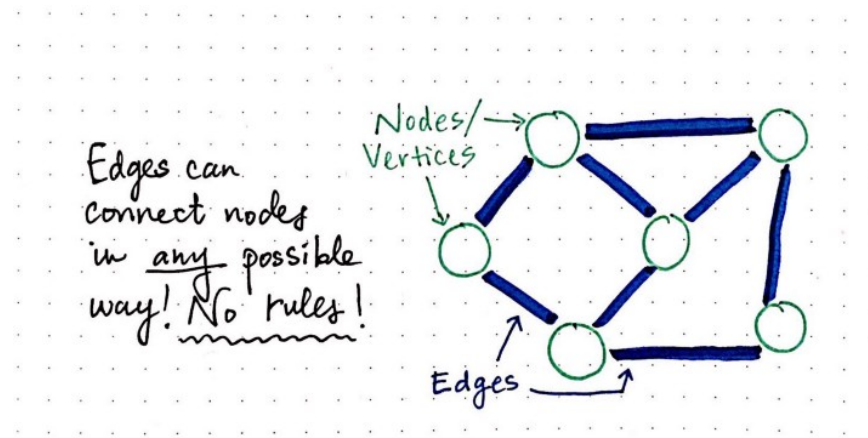 Edges can
connect nodes
in any possible
way! No rules!
Nodes/
Vertices
Edges